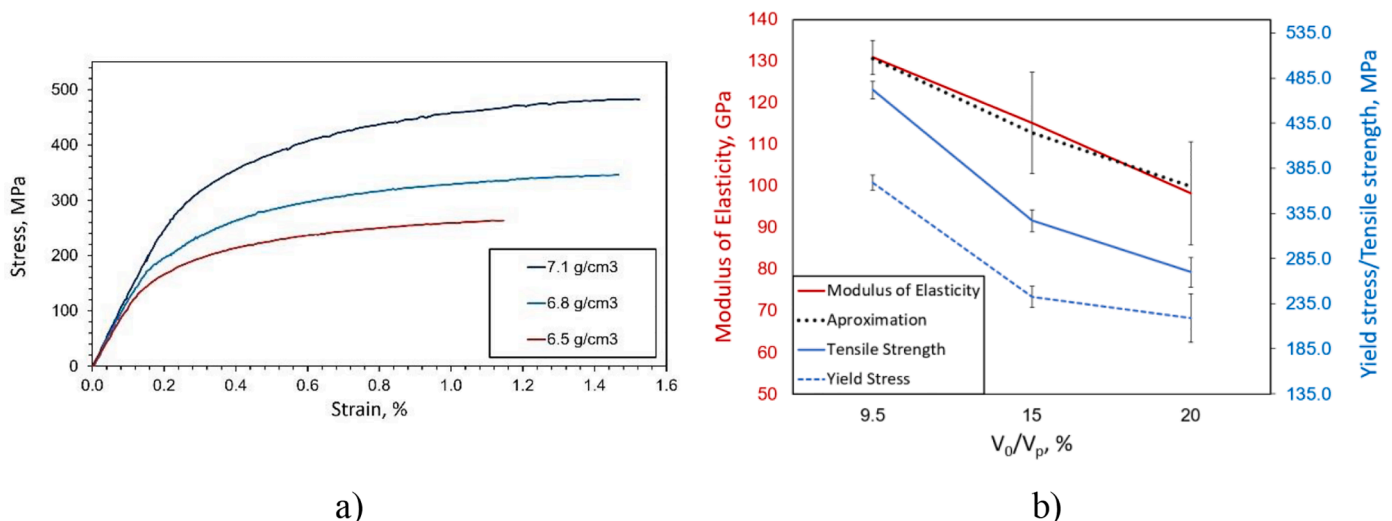 500
400
300
200
100
0
Stress, MPa
7.1 g/cm3
6.8 g/cm3
6.5 g/cm3
0.0 0.2 0.4 0.6 0.8 1.0 1.2 1.4 1.6
Strain, %
a)
Modulus of Elasticity, GPa
140
130
120
110
100
90
80
70
60
50
Modulus of Elasticity
Aproximation
Tensile Strength
Yield Stress
9.5 15 20
V0/Vp, %
535.0
485.0
435.0
385.0
335.0
285.0
235.0
185.0
135.0
Yield stress/Tensile strength, MPa
b)